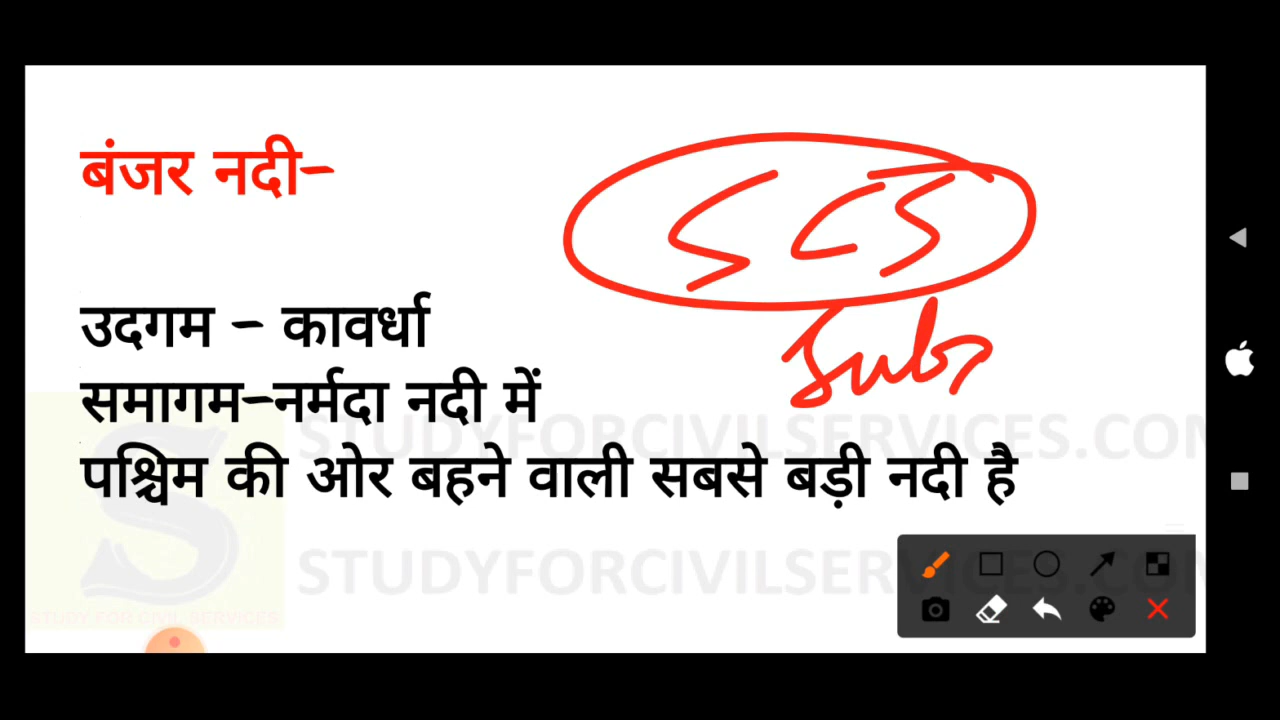 बंजर नदी-
SCS
Subs
उदगम - कावर्धा
समागम-नर्मदा नदी में
STUDYFORCIVILSERVICES.COM
पश्चिम की ओर बहने वाली सबसे बड़ी नदी है
STUDYFORCIVILSERVICES.COM
STUDY FOR CIVIL SERVICES